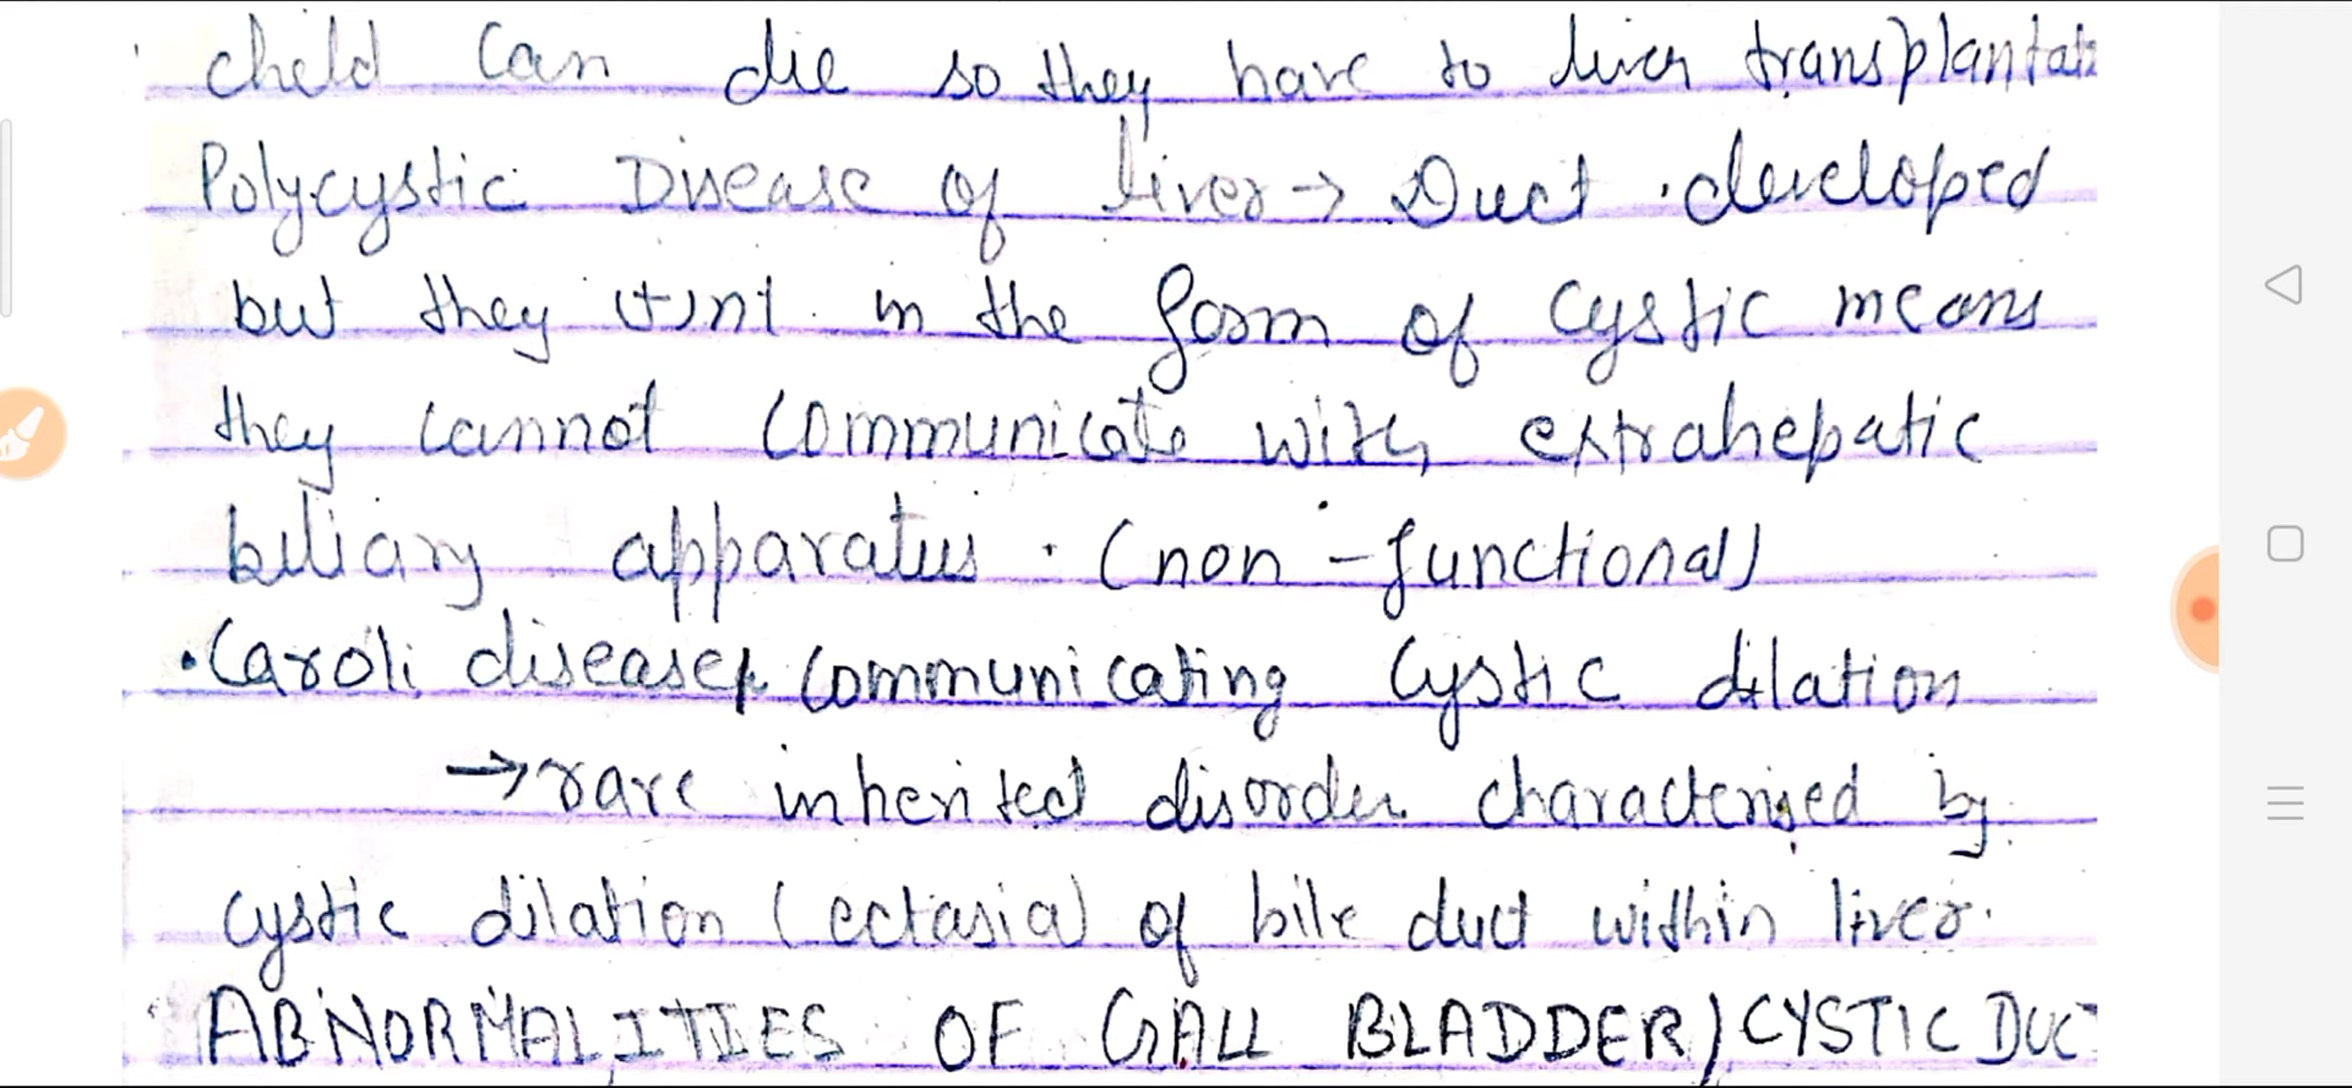 child can die so they have to liver transplantat
Polycystic Disease of liver → Duct developed
but they in the form of cystic means
they cannot communicate with extrahepatic
biliary apparatus. (non-functional)
• Caroli disease communicating cystic dilation
→ rare inherited disorder characterised by
cystic dilation (ectasia) of bile duct within liver.
ABNORMALITIES OF GALL BLADDER/CYSTIC DUCT